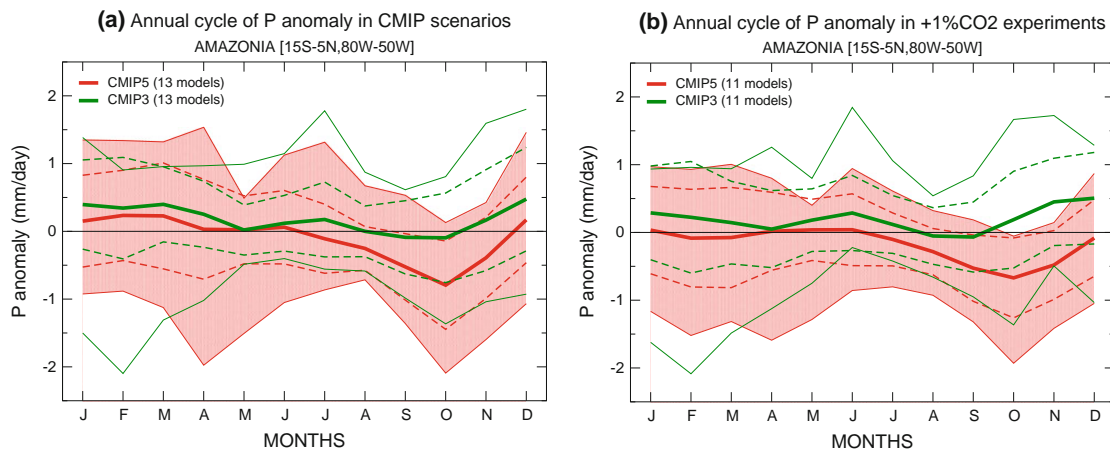 (a) Annual cycle of P anomaly in CMIP scenarios
AMAZONIA [15S-5N,80W-50W]
CMIP5 (13 models)
CMIP3 (13 models)
P anomaly (mm/day)
2
1
0
-1
-2
J F M A M J J A S O N D
MONTHS
(b) Annual cycle of P anomaly in +1%CO2 experiments
AMAZONIA [15S-5N,80W-50W]
CMIP5 (11 models)
CMIP3 (11 models)
P anomaly (mm/day)
2
1
0
-1
-2
J F M A M J J A S O N D
MONTHS